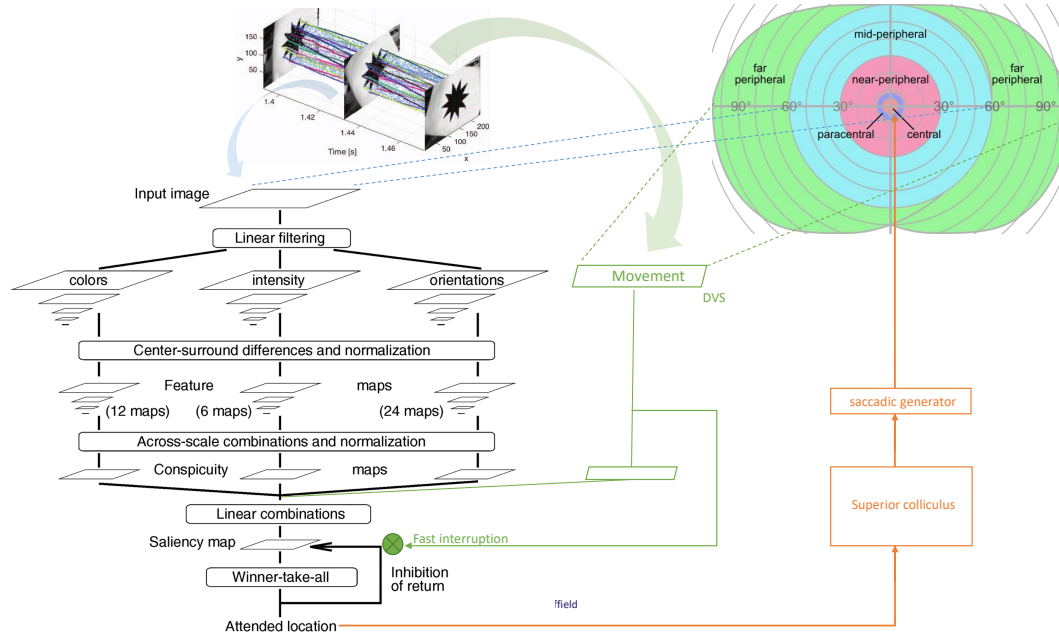 150
100
50
y
1.4
1.42
1.44
1.46
Time [s]
50
100
150
200
x
mid-peripheral
far
peripheral
near-peripheral
far
peripheral
90°
60°
30°
30°
60°
90°
paracentral
central
Input image
Linear filtering
colors
intensity
orientations
Movement
DVS
Center-surround differences and normalization
Feature
maps
(12 maps)
(6 maps)
(24 maps)
saccadic generator
Across-scale combinations and normalization
Conspicuity
maps
Superior colliculus
Linear combinations
Saliency map
Fast interruption
Winner-take-all
Inhibition
of return
ffield
Attended location